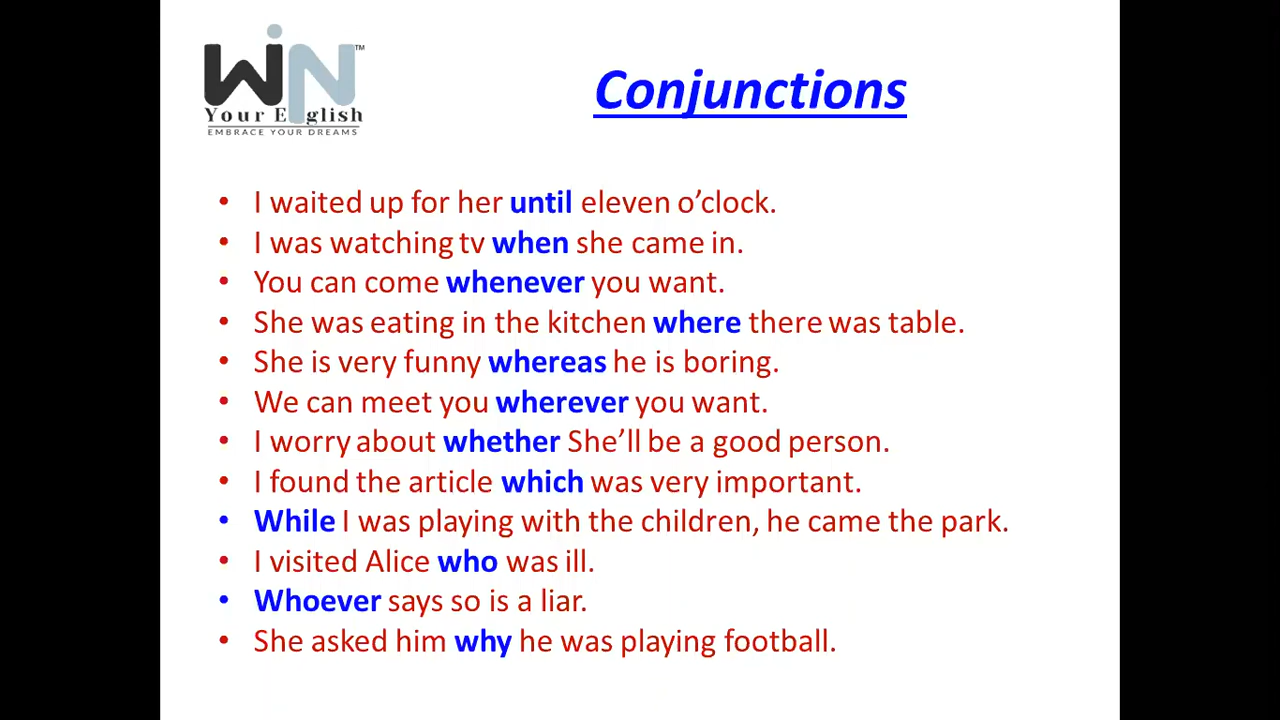 WiN™
Your English
EMBRACE YOUR DREAMS
Conjunctions
• I waited up for her until eleven o’clock.
• I was watching tv when she came in.
• You can come whenever you want.
• She was eating in the kitchen where there was table.
• She is very funny whereas he is boring.
• We can meet you wherever you want.
• I worry about whether She’ll be a good person.
• I found the article which was very important.
• While I was playing with the children, he came the park.
• I visited Alice who was ill.
• Whoever says so is a liar.
• She asked him why he was playing football.